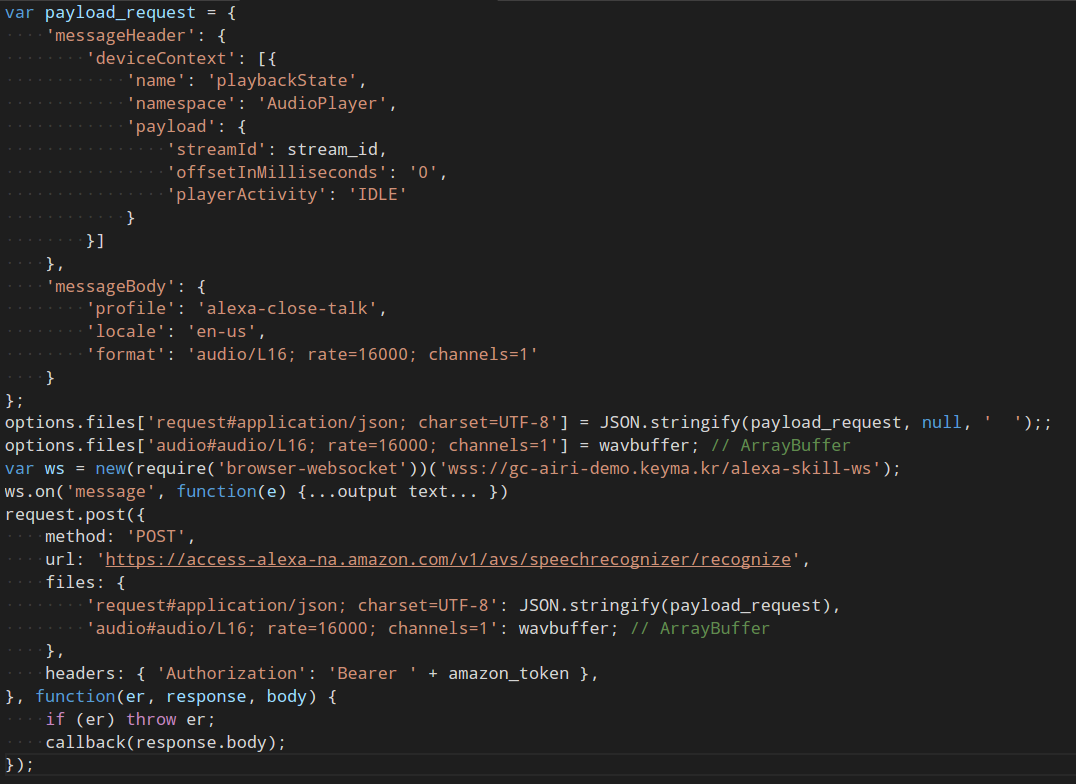 var payload_request = {
    'messageHeader': {
        'deviceContext': [{
            'name': 'playbackState',
            'namespace': 'AudioPlayer',
            'payload': {
                'streamId': stream_id,
                'offsetInMilliseconds': '0',
                'playerActivity': 'IDLE'
            }
        }]
    },
    'messageBody': {
        'profile': 'alexa-close-talk',
        'locale': 'en-us',
        'format': 'audio/L16; rate=16000; channels=1'
    }
};
options.files['request#application/json; charset=UTF-8'] = JSON.stringify(payload_request, null, '  ');;
options.files['audio#audio/L16; rate=16000; channels=1'] = wavbuffer; // ArrayBuffer
var ws = new(require('browser-websocket'))('wss://gc-airi-demo.keyma.kr/alexa-skill-ws');
ws.on('message', function(e) {...output text... })
request.post({
    method: 'POST',
    url: 'https://access-alexa-na.amazon.com/v1/avs/speechrecognizer/recognize',
    files: {
        'request#application/json; charset=UTF-8': JSON.stringify(payload_request),
        'audio#audio/L16; rate=16000; channels=1': wavbuffer; // ArrayBuffer
    },
    headers: { 'Authorization': 'Bearer ' + amazon_token },
}, function(er, response, body) {
    if (er) throw er;
    callback(response.body);
});